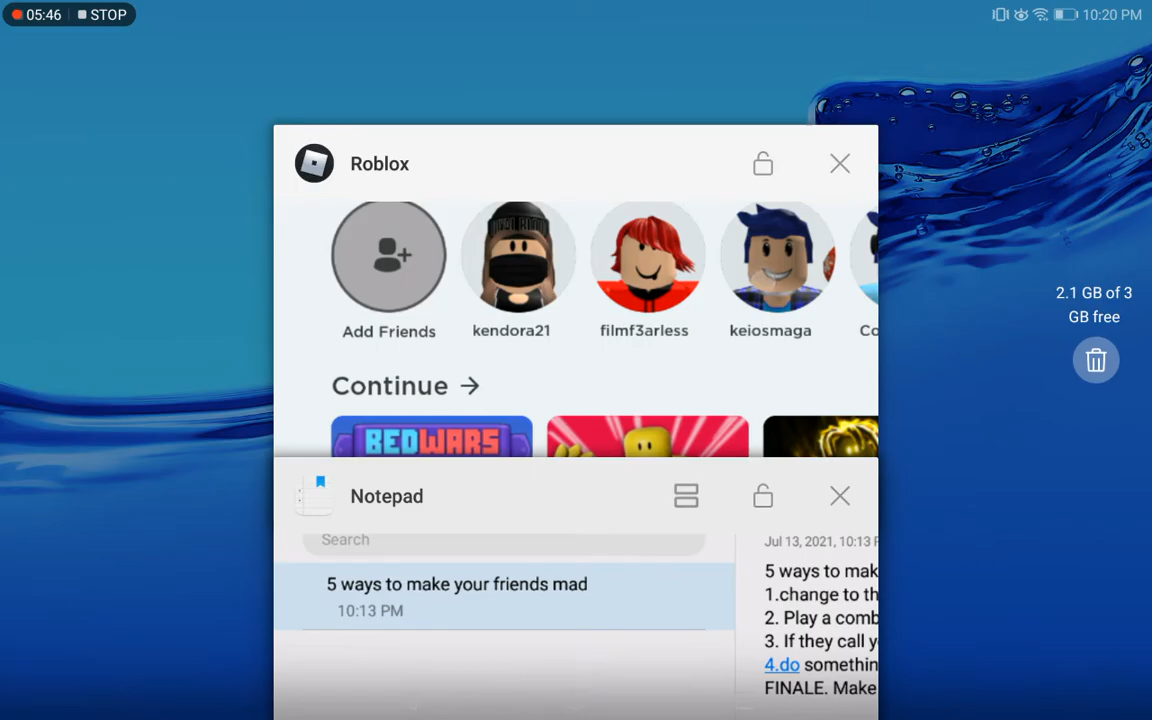 05:46 STOP
10:20 PM
Roblox
Add Friends
kendora21
filmf3arless
keiosmaga
Co
Continue →
BEDWARS
2.1 GB of 3
GB free
Notepad
Search
5 ways to make your friends mad
10:13 PM
Jul 13, 2021, 10:13 P
5 ways to mak
1.change to th
2. Play a comb
3. If they call y
4.do somethin
FINALE. Make